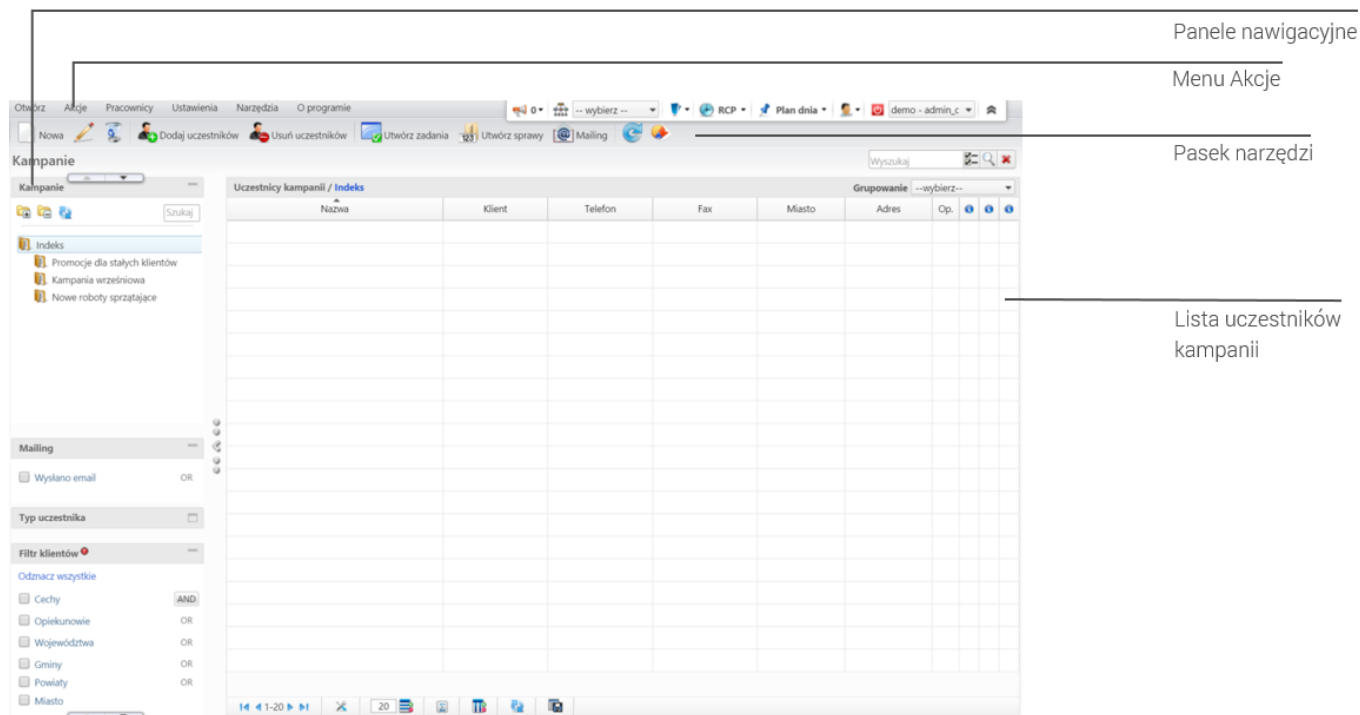 Panele nawigacyjne
Menu Akcje
Otwórz Akcje Pracownicy Ustawienia Narzędzia O programie 0 -- wybierz -- RCP Plan dnia demo - admin_c
Nowa Dodaj uczestników Usuń uczestników Utwórz zadania 123 Utwórz sprawy Mailing
Pasek narzędzi
Kampanie Wyszukaj
Kampanie Uczestnicy kampanii / Indeks Grupowanie --wybierz--
Szukaj Nazwa Klient Telefon Fax Miasto Adres Op.
Indeks
Promocje dla stałych klientów
Kampania wrześniowa
Nowe roboty sprzątające
Lista uczestników
kampanii
Mailing
Wysłano email OR
Typ uczestnika
Filtr klientów
Odznacz wszystkie
Cechy AND
Opiekunowie OR
Województwa OR
Gminy OR
Powiaty OR
Miasto
1-20 20